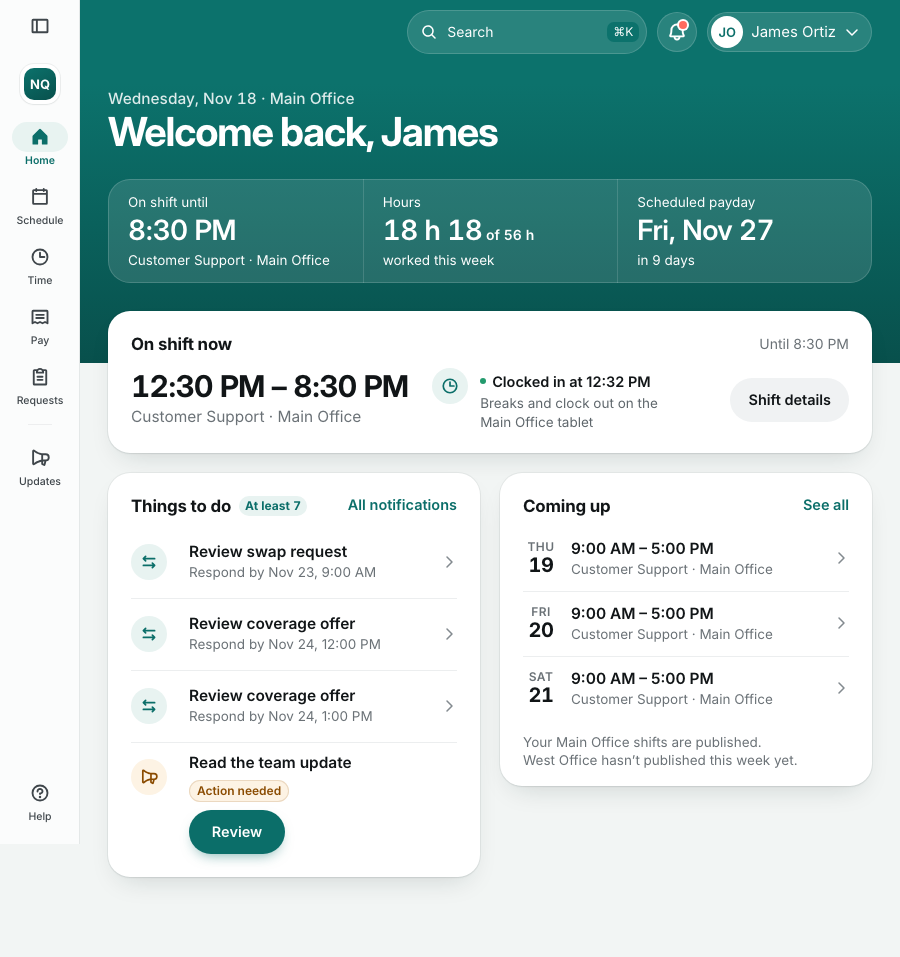 Search ⌘K
JO James Ortiz
NQ
Home
Schedule
Time
Pay
Requests
Updates
Help
Wednesday, Nov 18 · Main Office
Welcome back, James
On shift until
8:30 PM
Customer Support · Main Office
Hours
18 h 18 of 56 h
worked this week
Scheduled payday
Fri, Nov 27
in 9 days
On shift now
Until 8:30 PM
12:30 PM – 8:30 PM
Customer Support · Main Office
Clocked in at 12:32 PM
Breaks and clock out on the
Main Office tablet
Shift details
Things to do
At least 7
All notifications
Review swap request
Respond by Nov 23, 9:00 AM
Review coverage offer
Respond by Nov 24, 12:00 PM
Review coverage offer
Respond by Nov 24, 1:00 PM
Read the team update
Action needed
Review
Coming up
See all
THU
19
9:00 AM – 5:00 PM
Customer Support · Main Office
FRI
20
9:00 AM – 5:00 PM
Customer Support · Main Office
SAT
21
9:00 AM – 5:00 PM
Customer Support · Main Office
Your Main Office shifts are published.
West Office hasn’t published this week yet.